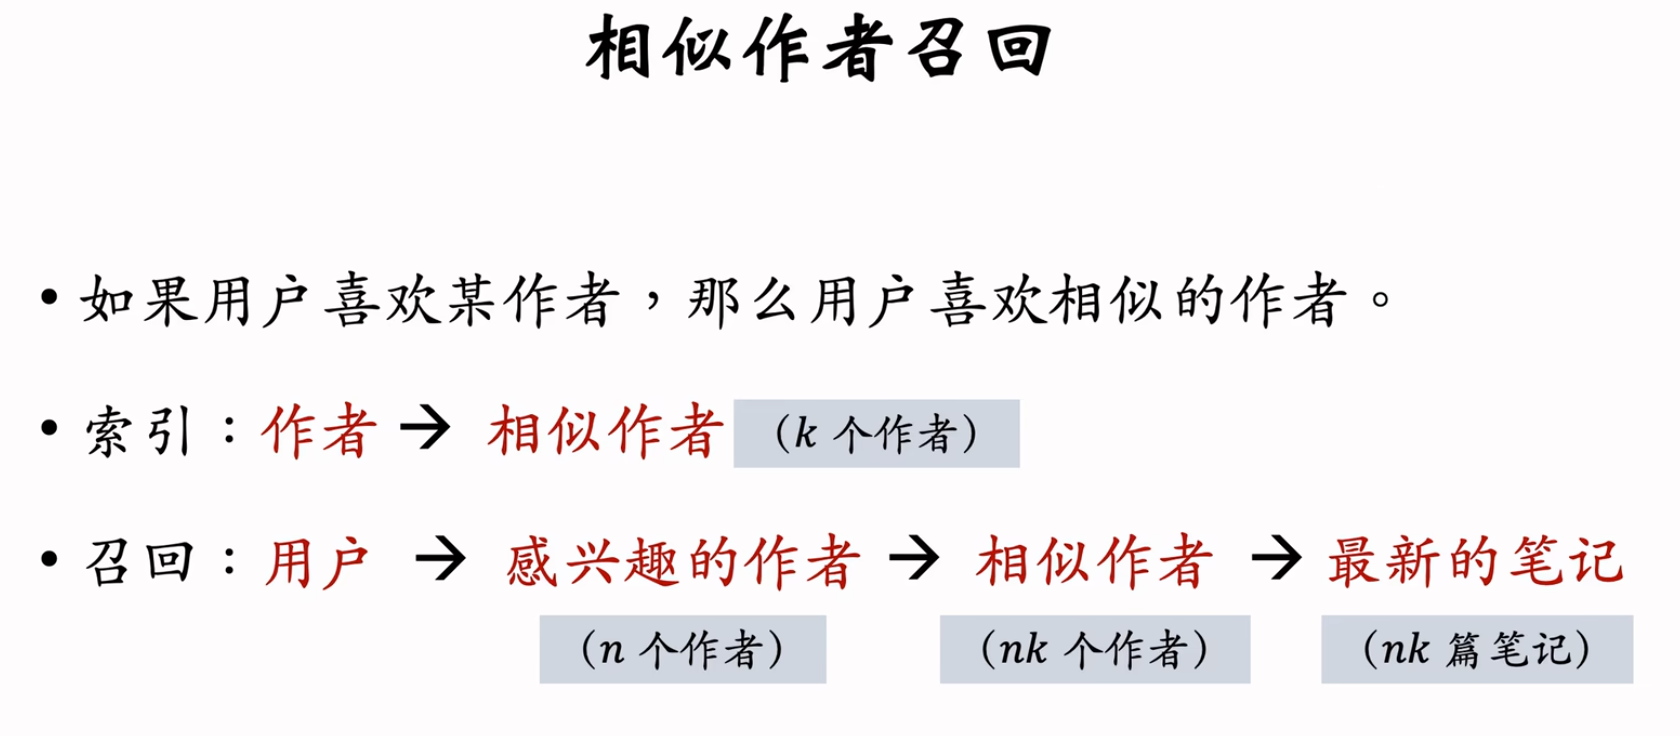 相似作者召回
• 如果用户喜欢某作者，那么用户喜欢相似的作者。
• 索引：作者 → 相似作者 （k 个作者）
• 召回：用户 → 感兴趣的作者 → 相似作者 → 最新的笔记
（n 个作者） （nk 个作者） （nk 篇笔记）